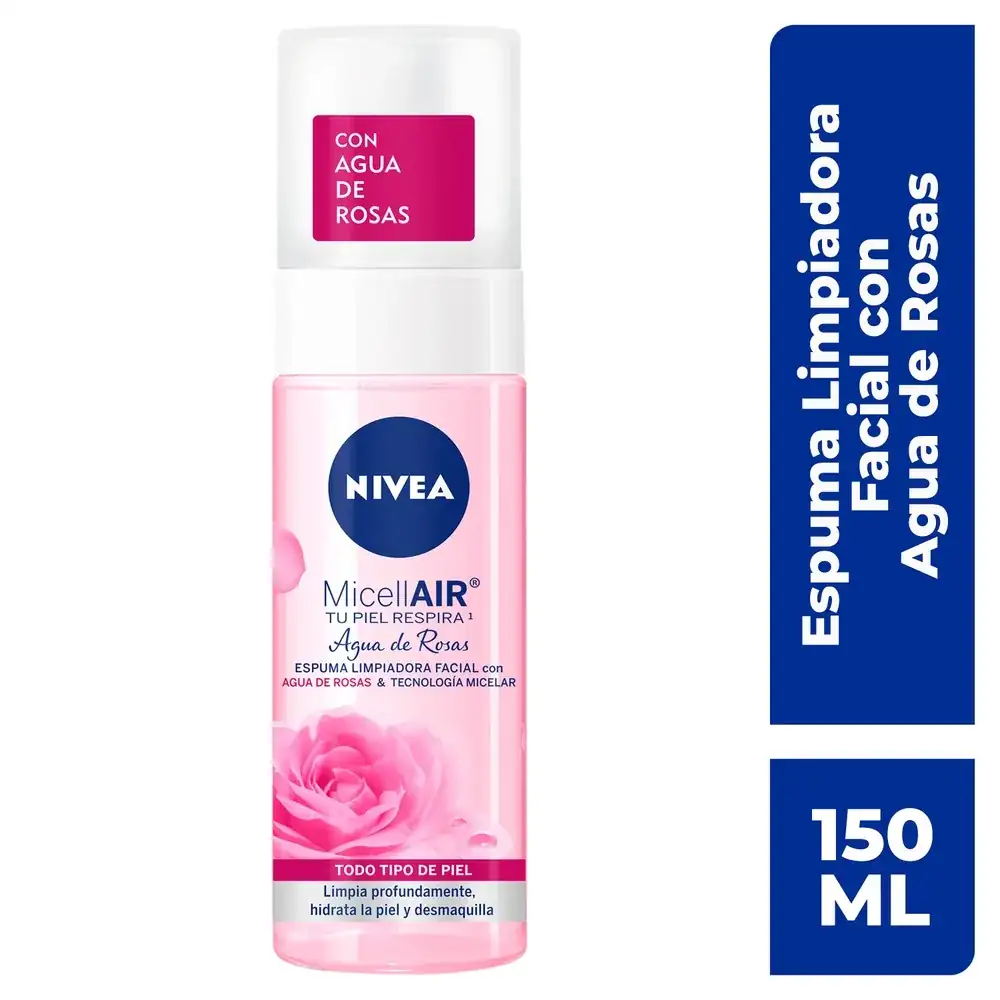 CON
AGUA
DE
ROSAS
NIVEA
MicellAIR®
TU PIEL RESPIRA ¹
Agua de Rosas
ESPUMA LIMPIADORA FACIAL con
AGUA DE ROSAS & TECNOLOGÍA MICELAR
TODO TIPO DE PIEL
Limpia profundamente,
hidrata la piel y desmaquilla
Espuma Limpiadora
Facial con
Agua de Rosas
150
ML